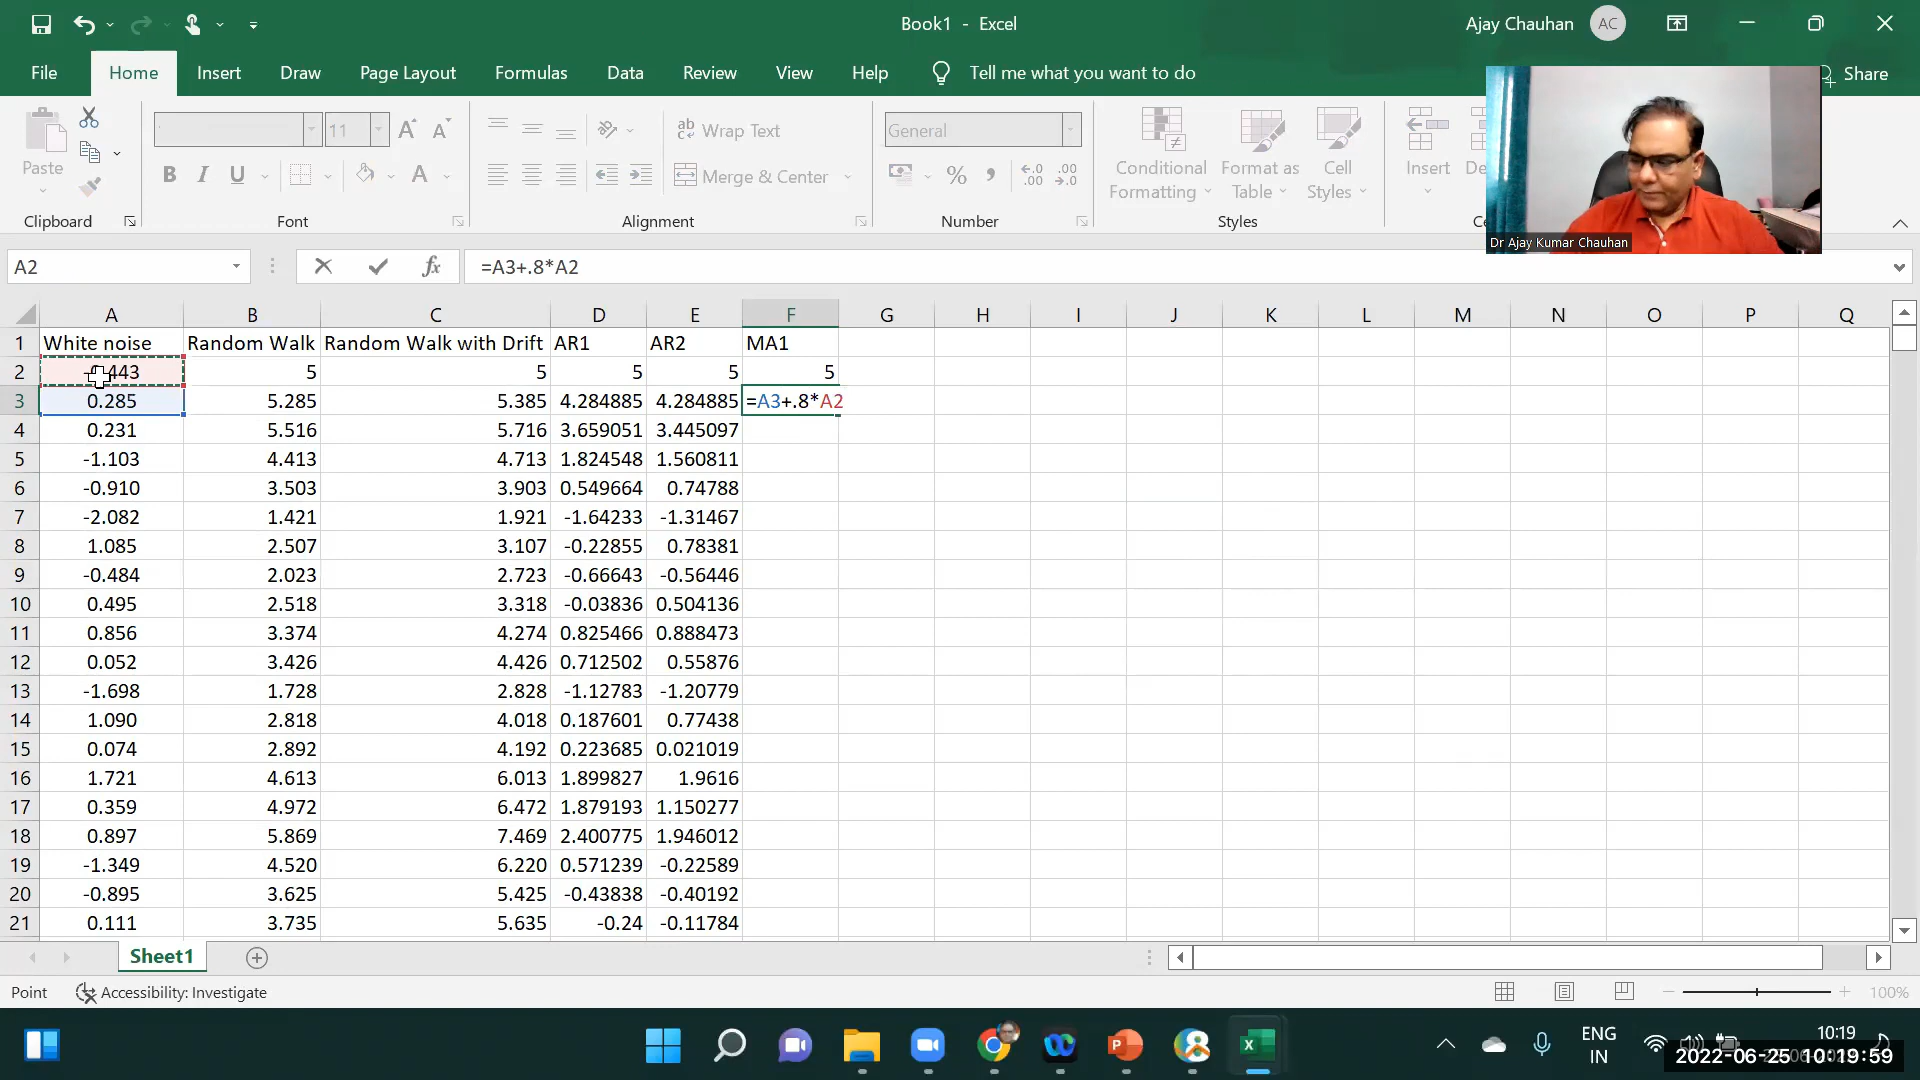 Book1 - Excel
Ajay Chauhan
AC
File Home Insert Draw Page Layout Formulas Data Review View Help Tell me what you want to do Share
Paste
Clipboard
11
B I U
Font
Wrap Text
Merge & Center
Alignment
General
Number
Conditional Formatting
Format as Table
Cell Styles
Styles
Insert
Dr Ajay Kumar Chauhan
A2
fx
=A3+.8*A2
A B C D E F G H I J K L M N O P Q
1 White noise Random Walk Random Walk with Drift AR1 AR2 MA1
2 443 5 5 5 5 5
3 0.285 5.285 5.385 4.284885 4.284885 =A3+.8*A2
4 0.231 5.516 5.716 3.659051 3.445097
5 -1.103 4.413 4.713 1.824548 1.560811
6 -0.910 3.503 3.903 0.549664 0.74788
7 -2.082 1.421 1.921 -1.64233 -1.31467
8 1.085 2.507 3.107 -0.22855 0.78381
9 -0.484 2.023 2.723 -0.66643 -0.56446
10 0.495 2.518 3.318 -0.03836 0.504136
11 0.856 3.374 4.274 0.825466 0.888473
12 0.052 3.426 4.426 0.712502 0.55876
13 -1.698 1.728 2.828 -1.12783 -1.20779
14 1.090 2.818 4.018 0.187601 0.77438
15 0.074 2.892 4.192 0.223685 0.021019
16 1.721 4.613 6.013 1.899827 1.9616
17 0.359 4.972 6.472 1.879193 1.150277
18 0.897 5.869 7.469 2.400775 1.946012
19 -1.349 4.520 6.220 0.571239 -0.22589
20 -0.895 3.625 5.425 -0.43838 -0.40192
21 0.111 3.735 5.635 -0.24 -0.11784
Sheet1
Point
Accessibility: Investigate
100%
ENG
IN
10:19
2022-06-25 10:19:59